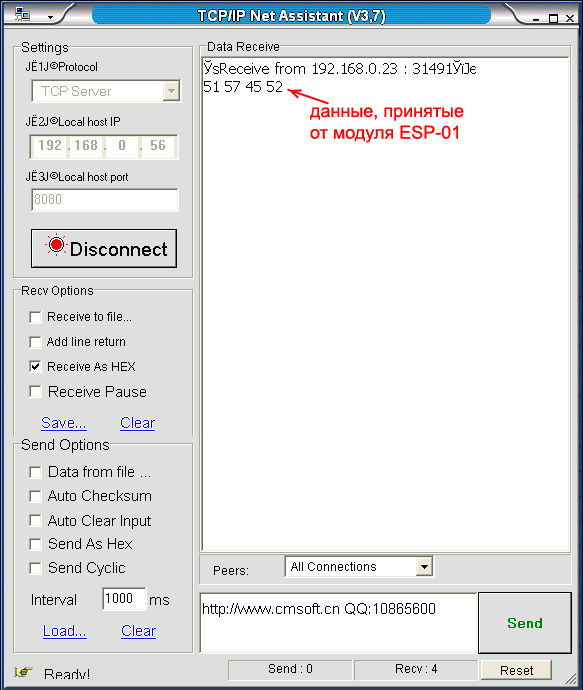 TCP/IP Net Assistant (V3,7)
Settings
JË1J©Protocol
TCP Server
JË2J©Local host IP
192 .168 . 0 . 56
JË3J©Local host port
8080
Disconnect
Recv Options
Receive to file...
Add line return
Receive As HEX
Receive Pause
Save... Clear
Send Options
Data from file ...
Auto Checksum
Auto Clear Input
Send As Hex
Send Cyclic
Interval 1000 ms
Load... Clear
Data Receive
ЎsReceive from 192.168.0.23 : 31491ЎїJє
51 57 45 52
данные, принятые
от модуля ESP-01
Peers: All Connections
http://www.cmsoft.cn QQ:10865600
Send
Ready!
Send : 0
Recv : 4
Reset